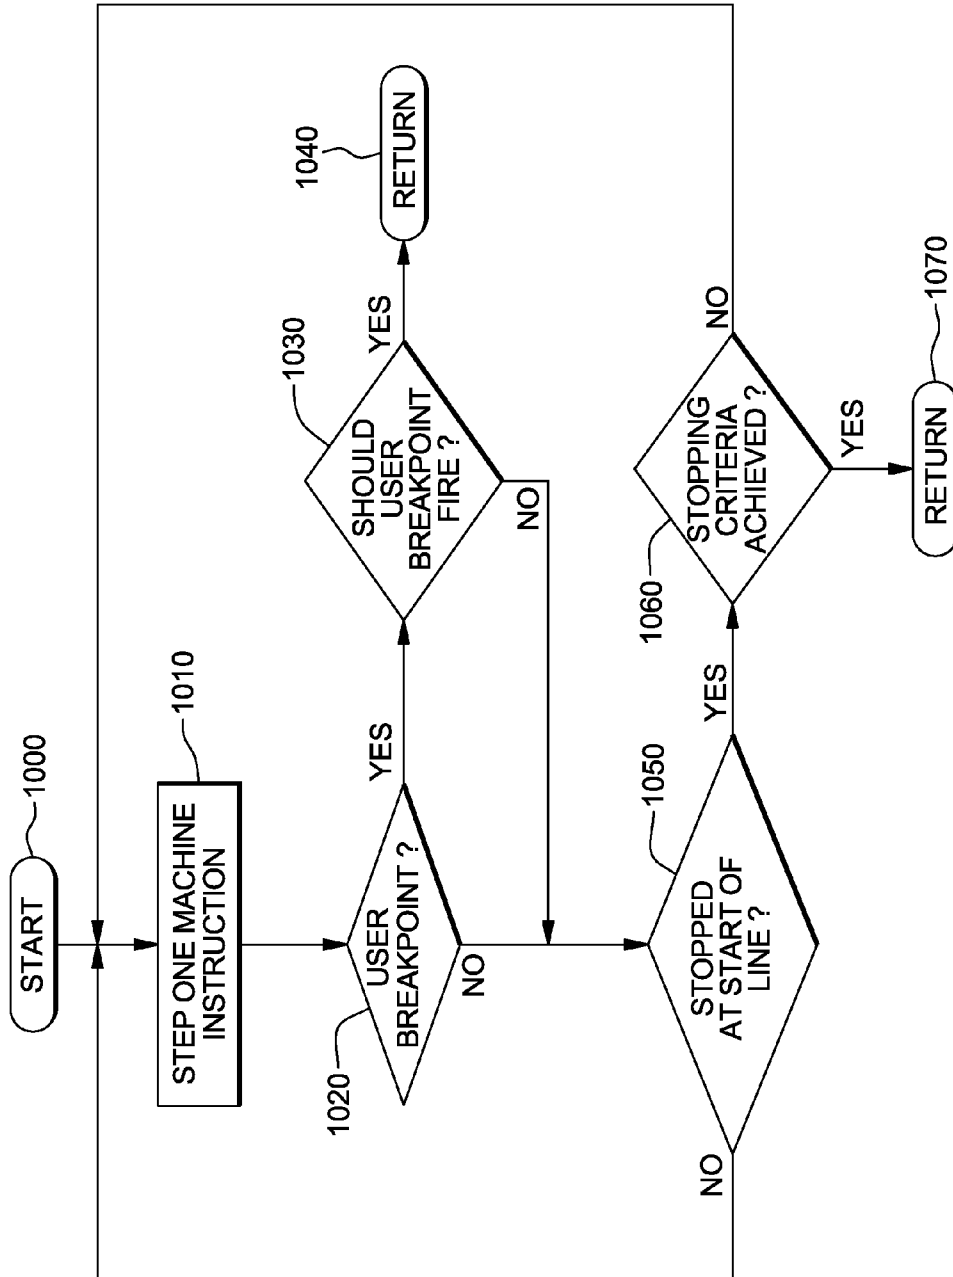 START
1000
STEP ONE MACHINE
INSTRUCTION
1010
USER
BREAKPOINT ?
1020
YES
NO
SHOULD
USER
BREAKPOINT
FIRE ?
1030
YES
NO
RETURN
1040
STOPPED
AT START OF
LINE ?
1050
NO
YES
STOPPING
CRITERIA
ACHIEVED ?
1060
NO
YES
RETURN
1070